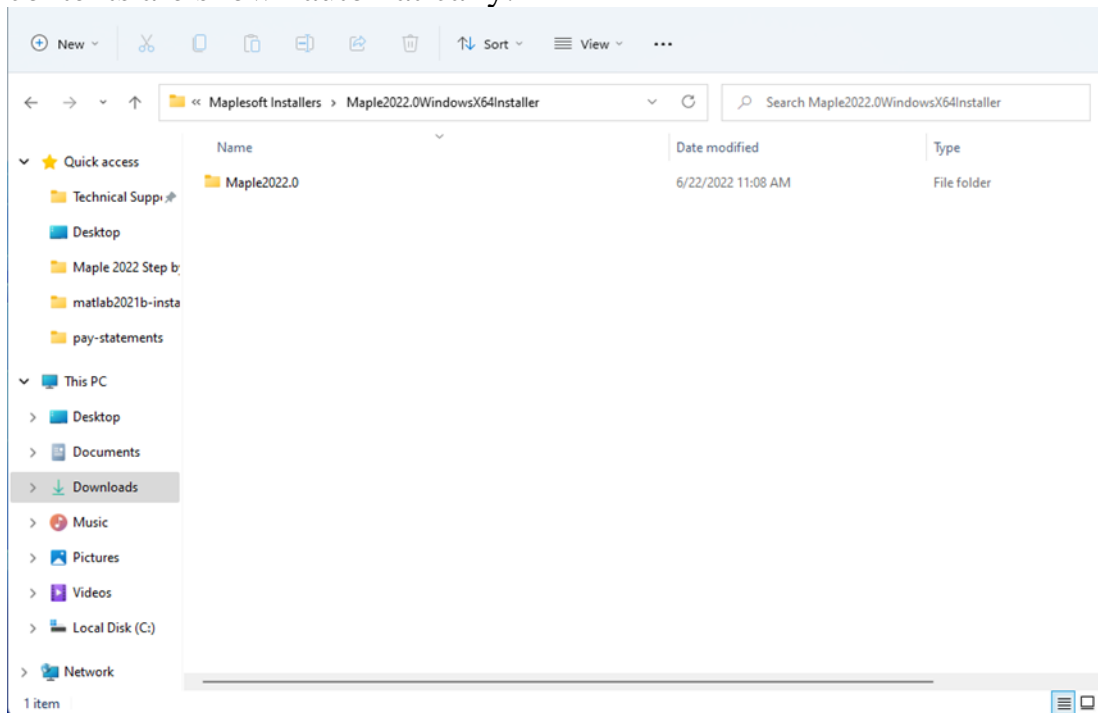 New
Sort
View
Maplesoft Installers
Maple2022.0WindowsX64Installer
Search Maple2022.0WindowsX64Installer
Name
Date modified
Type
Quick access
Maple2022.0
6/22/2022 11:08 AM
File folder
Technical Supp
Desktop
Maple 2022 Step b
matlab2021b-insta
pay-statements
This PC
Desktop
Documents
Downloads
Music
Pictures
Videos
Local Disk (C:)
Network
1 item